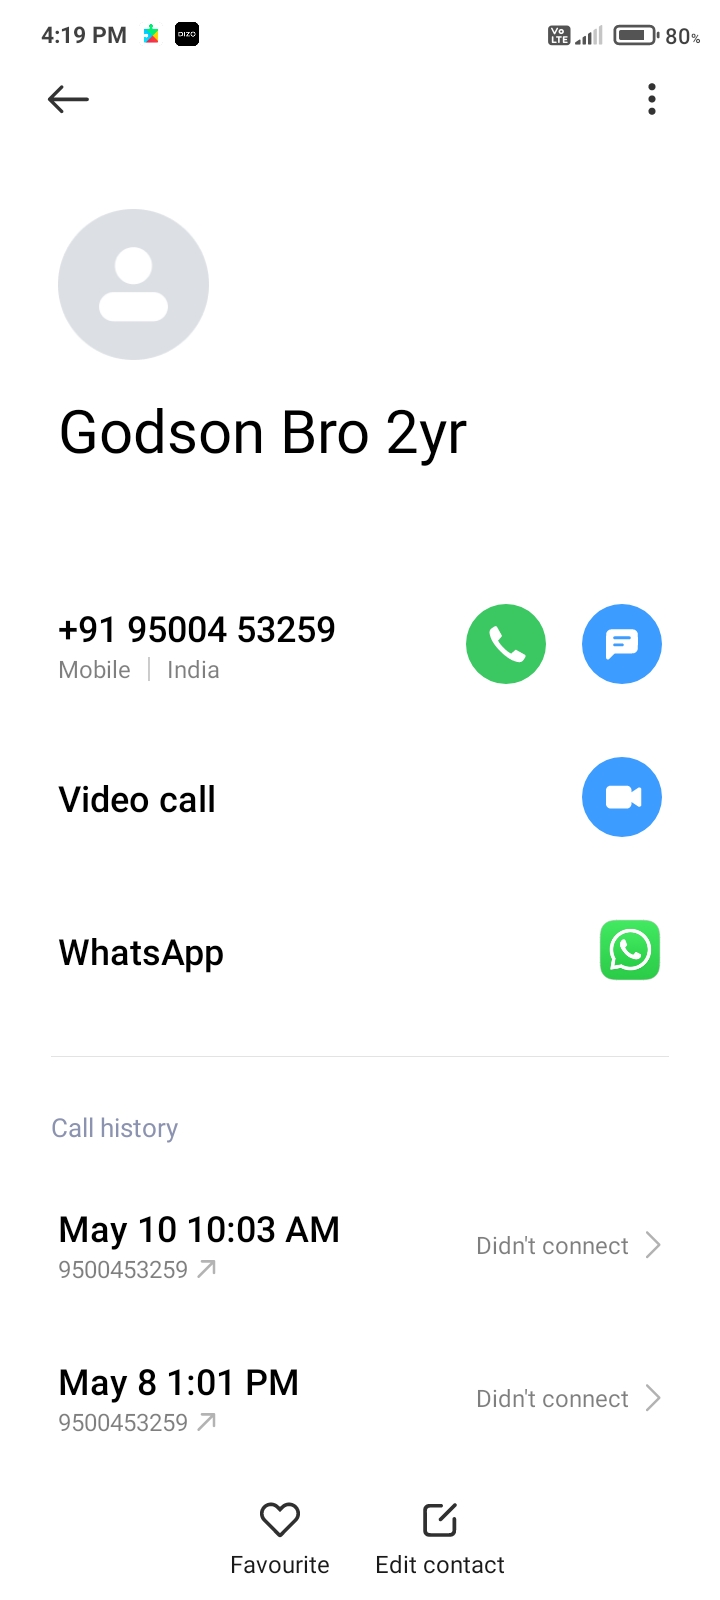 4:19 PM DIZO Vo LTE 80%
Godson Bro 2yr
+91 95004 53259
Mobile India
Video call
WhatsApp
Call history
May 10 10:03 AM
Didn't connect
9500453259
May 8 1:01 PM
Didn't connect
9500453259
Favourite Edit contact